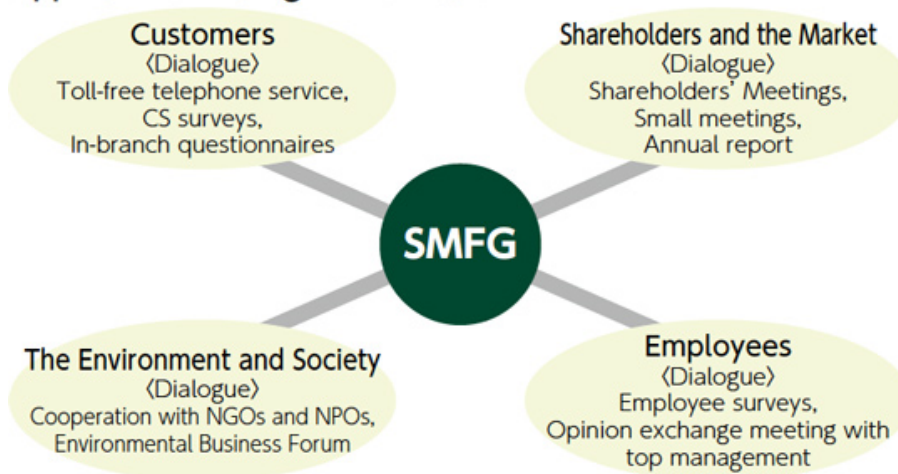 Customers
〈Dialogue〉
Toll-free telephone service,
CS surveys,
In-branch questionnaires
Shareholders and the Market
〈Dialogue〉
Shareholders' Meetings,
Small meetings,
Annual report
SMFG
The Environment and Society
〈Dialogue〉
Cooperation with NGOs and NPOs,
Environmental Business Forum
Employees
〈Dialogue〉
Employee surveys,
Opinion exchange meeting with
top management